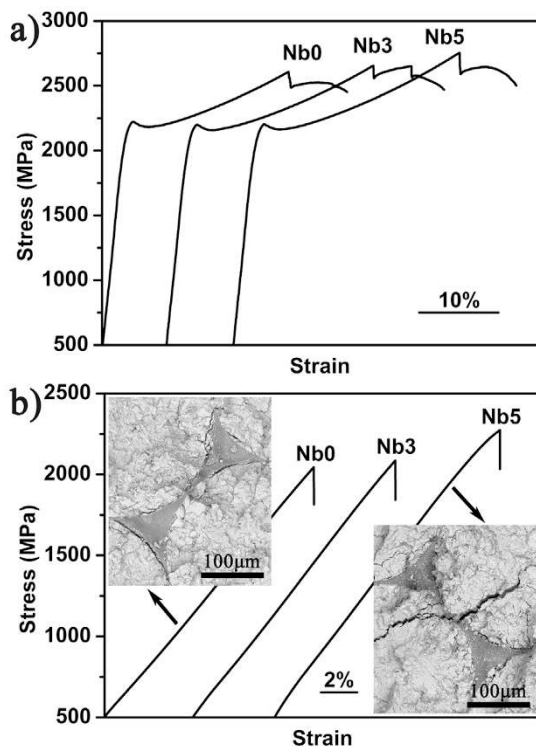 a)
3000
2500
2000
1500
1000
500
Stress (MPa)
Nb0
Nb3
Nb5
10%
Strain
b)
2500
2000
1500
1000
500
Stress (MPa)
Nb0
Nb3
Nb5
100μm
2%
100μm
Strain